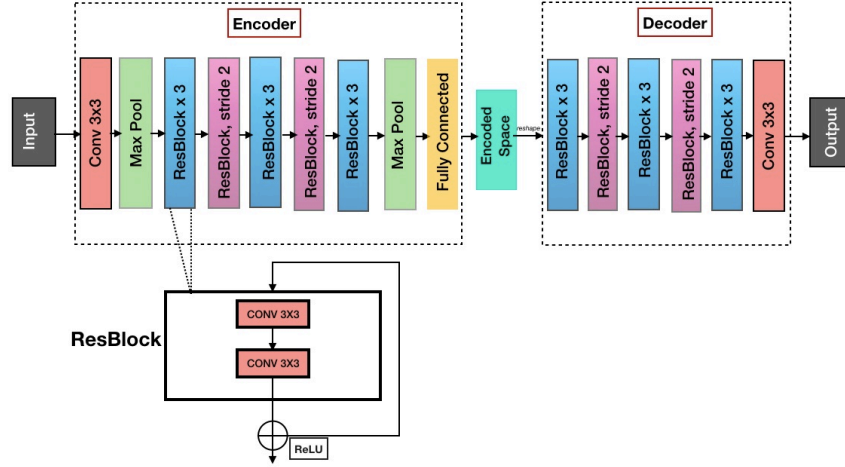 Encoder
Decoder
Input
Conv 3x3
Max Pool
ResBlock x 3
ResBlock, stride 2
ResBlock x 3
ResBlock, stride 2
ResBlock x 3
Max Pool
Fully Connected
Encoded
Space
reshape
ResBlock x 3
ResBlock, stride 2
ResBlock x 3
ResBlock, stride 2
ResBlock x 3
Conv 3x3
Output
ResBlock
CONV 3X3
CONV 3X3
ReLU